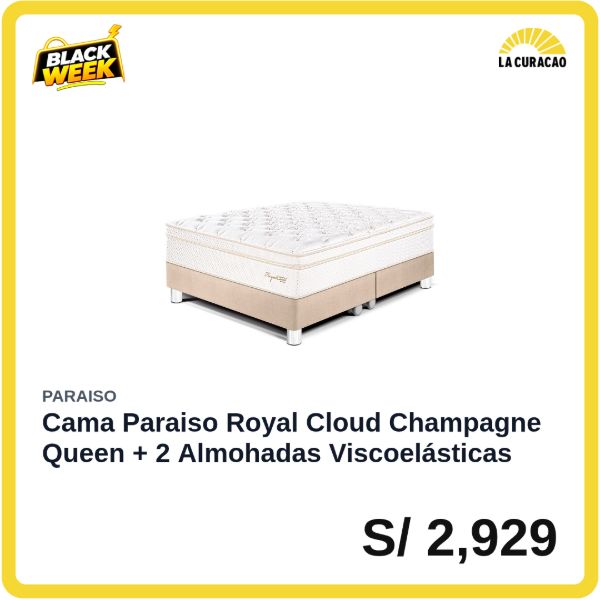 BLACK
WEEK
LA CURACAO
PARAISO
Cama Paraiso Royal Cloud Champagne
Queen + 2 Almohadas Viscoelásticas
S/ 2,929